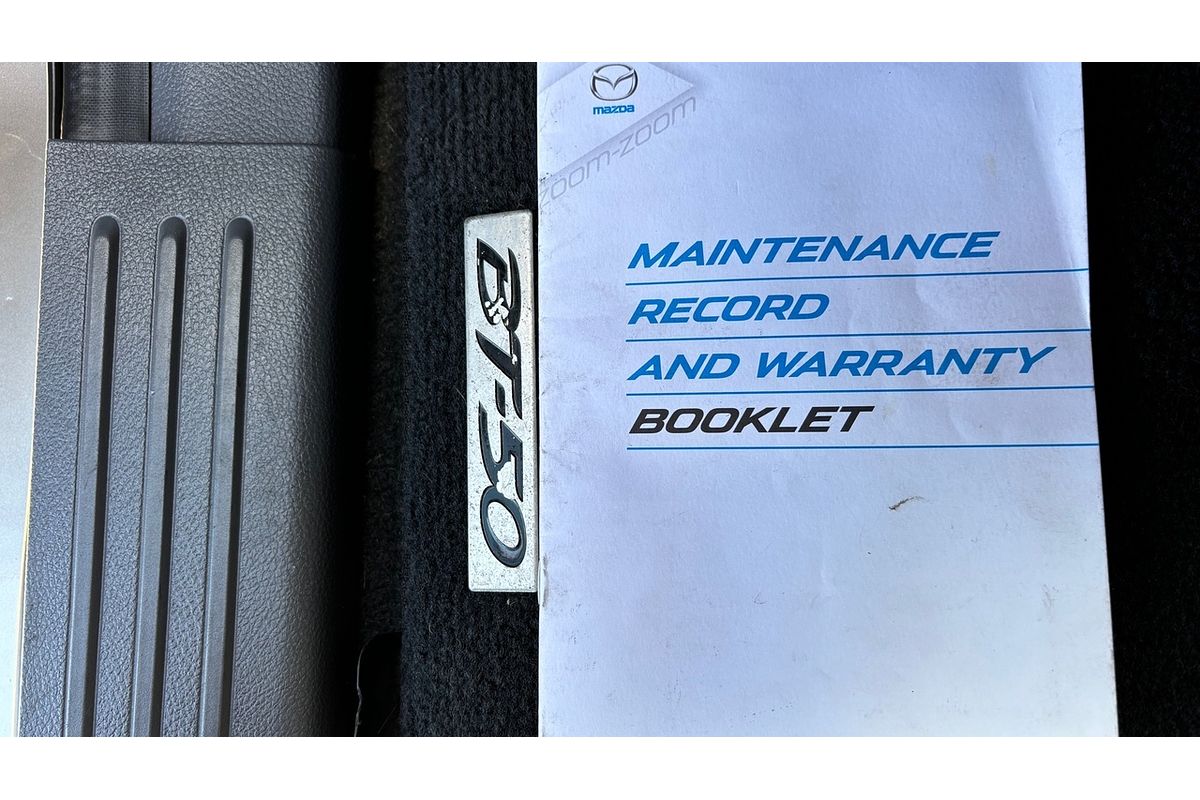 mazda
zoom-zoom
MAINTENANCE
RECORD
AND WARRANTY
BOOKLET
BT-50